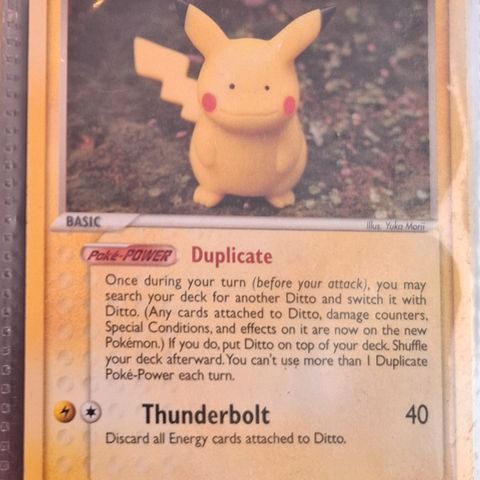 BASIC
Illus. Yuka Morii
Poké-POWER Duplicate
Once during your turn (before your attack), you may
search your deck for another Ditto and switch it with
Ditto. (Any cards attached to Ditto, damage counters,
Special Conditions, and effects on it are now on the new
Pokémon.) If you do, put Ditto on top of your deck. Shuffle
your deck afterward. You can't use more than 1 Duplicate
Poké-Power each turn.
Thunderbolt 40
Discard all Energy cards attached to Ditto.